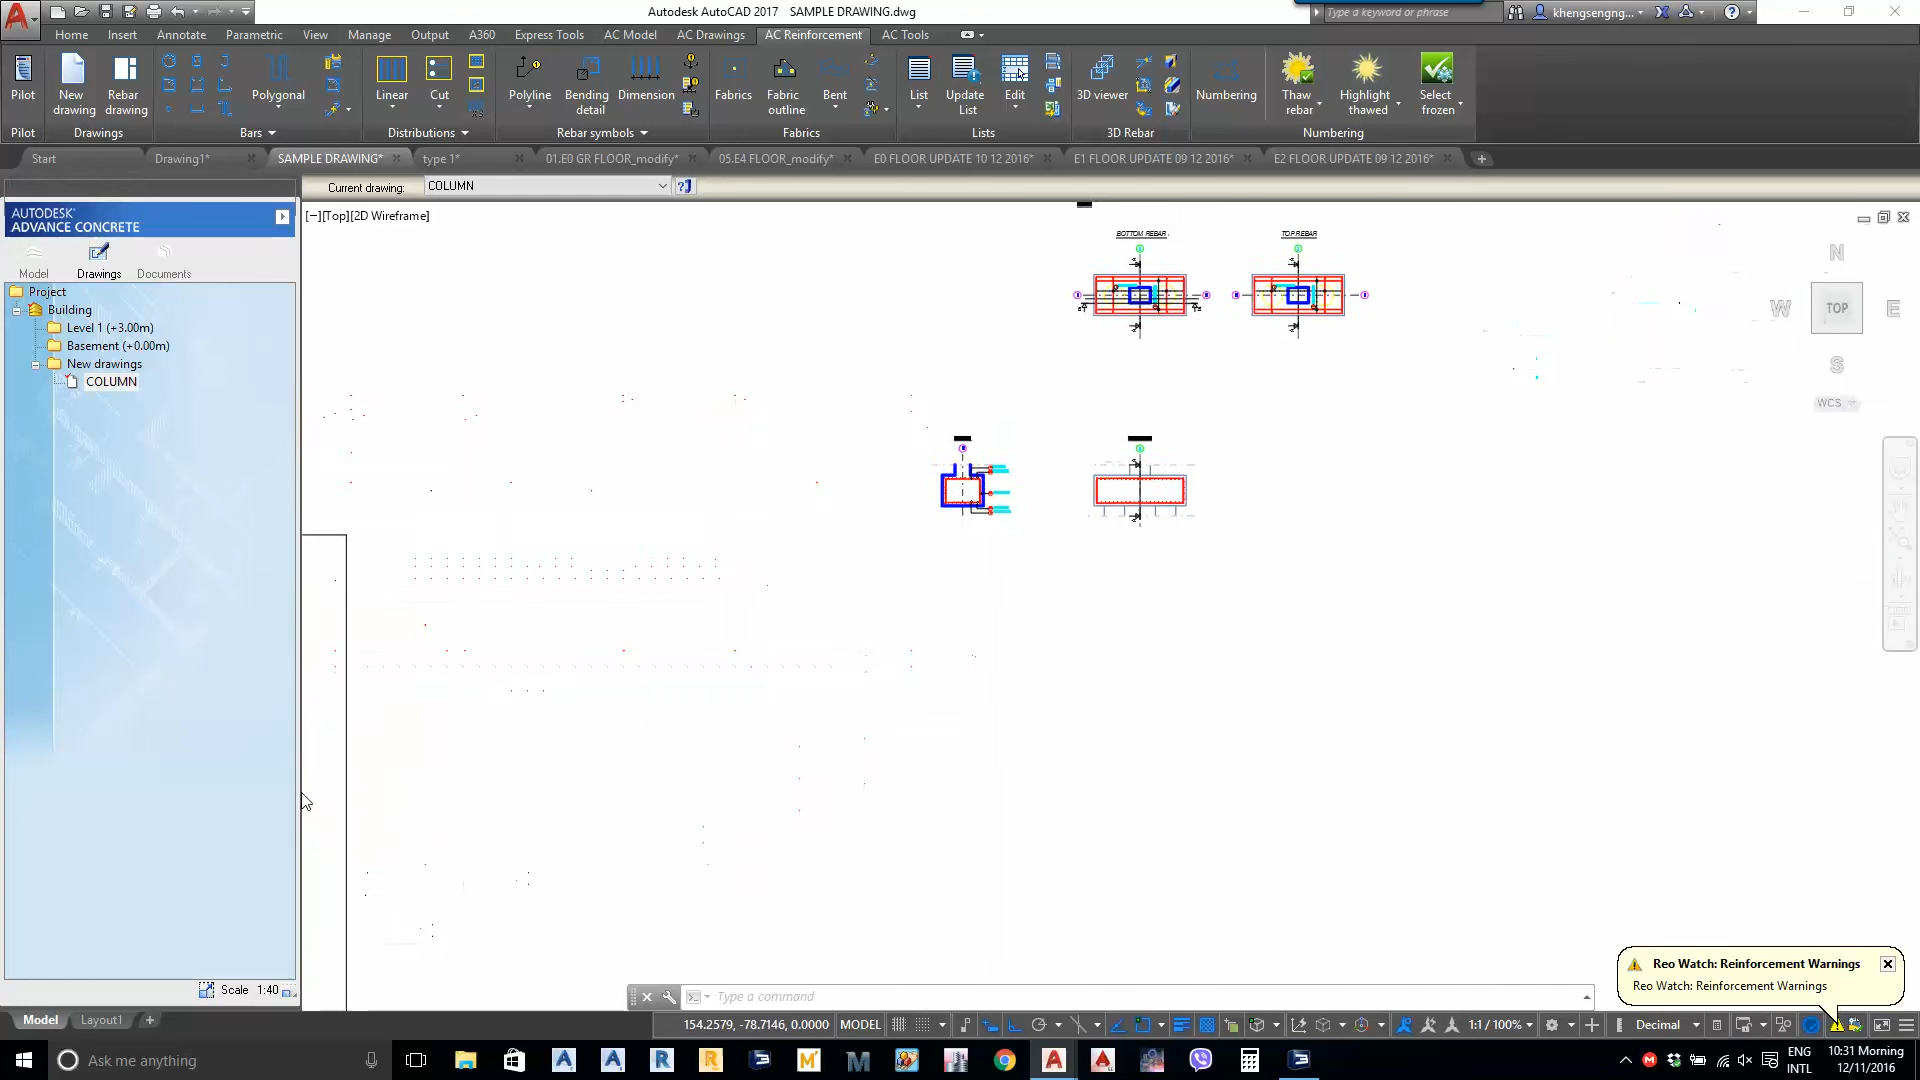 Autodesk AutoCAD 2017 SAMPLE DRAWING.dwg
Type a keyword or phrase
khengsengng...
Home Insert Annotate Parametric View Manage Output A360 Express Tools AC Model AC Drawings AC Reinforcement AC Tools
Pilot New drawing Rebar drawing Polygonal Linear Cut Polyline Bending detail Dimension Fabrics Fabric outline Bent List Update List Edit 3D viewer Numbering Thaw rebar Highlight thawed Select frozen
Pilot Drawings Bars Distributions Rebar symbols Fabrics Lists 3D Rebar Numbering
Start Drawing1* SAMPLE DRAWING* type 1* 01.E0 GR FLOOR_modify* 05.E4 FLOOR_modify* E0 FLOOR UPDATE 10 12 2016* E1 FLOOR UPDATE 09 12 2016* E2 FLOOR UPDATE 09 12 2016*
Current drawing: COLUMN
AUTODESK
ADVANCE CONCRETE
Model Drawings Documents
Project
Building
Level 1 (+3.00m)
Basement (+0.00m)
New drawings
COLUMN
Scale 1:40
[−][Top][2D Wireframe]
BOTTOM REBAR TOP REBAR
N
W TOP E
S
WCS
Type a command
Reo Watch: Reinforcement Warnings
Reo Watch: Reinforcement Warnings
Model Layout1
154.2579, -78.7146, 0.0000 MODEL 1:1 / 100% Decimal
Ask me anything
ENG
INTL
10:31 Morning
12/11/2016